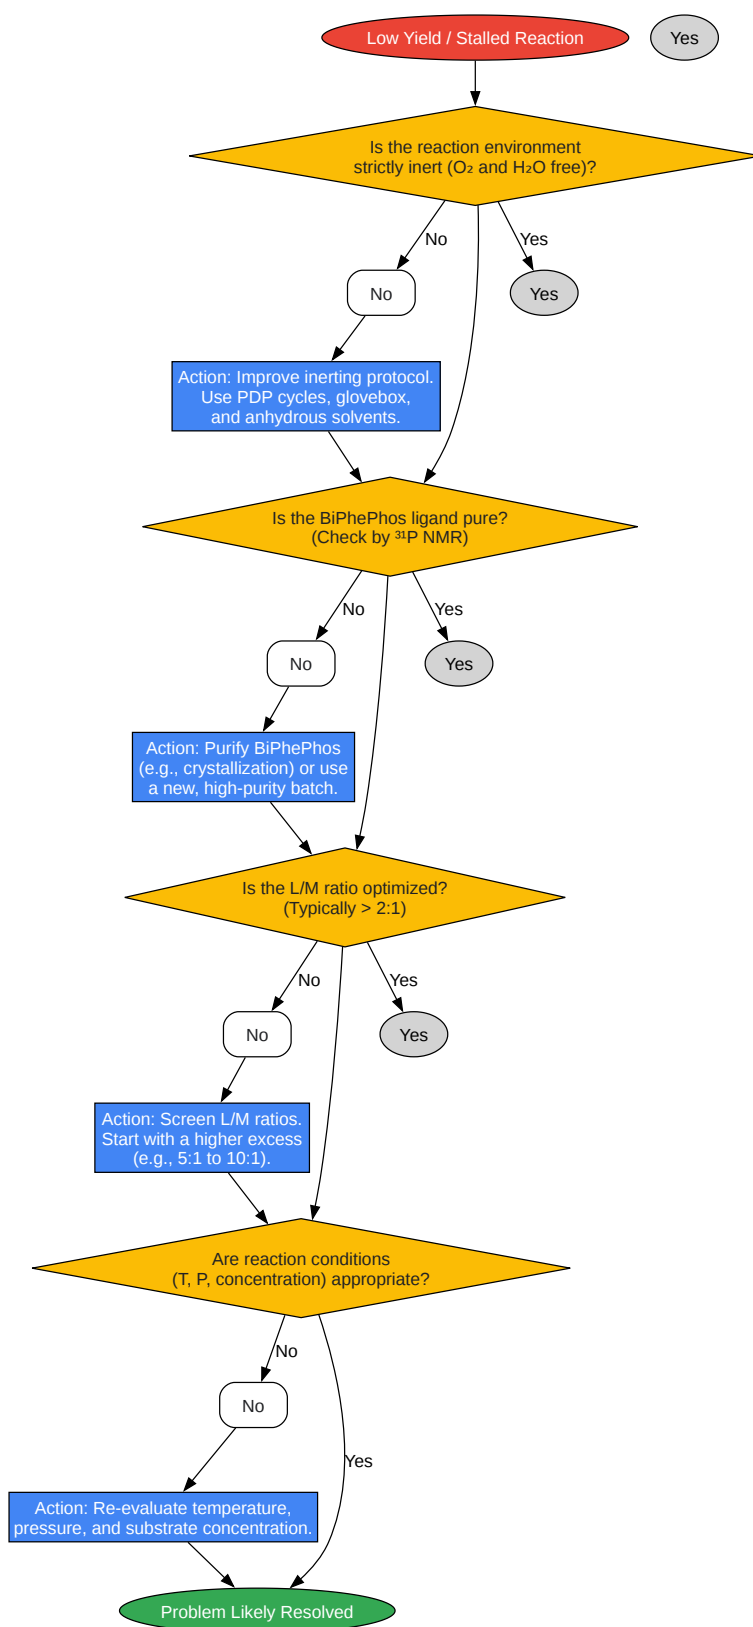 Low Yield / Stalled Reaction
Yes
Is the reaction environment
strictly inert (O₂ and H₂O free)?
No
Yes
No
Yes
Action: Improve inerting protocol.
Use PDP cycles, glovebox,
and anhydrous solvents.
Is the BiPhePhos ligand pure?
(Check by ³¹P NMR)
No
Yes
No
Yes
Action: Purify BiPhePhos
(e.g., crystallization) or use
a new, high-purity batch.
Is the L/M ratio optimized?
(Typically > 2:1)
No
Yes
No
Yes
Action: Screen L/M ratios.
Start with a higher excess
(e.g., 5:1 to 10:1).
Are reaction conditions
(T, P, concentration) appropriate?
No
No
Yes
Action: Re-evaluate temperature,
pressure, and substrate concentration.
Problem Likely Resolved